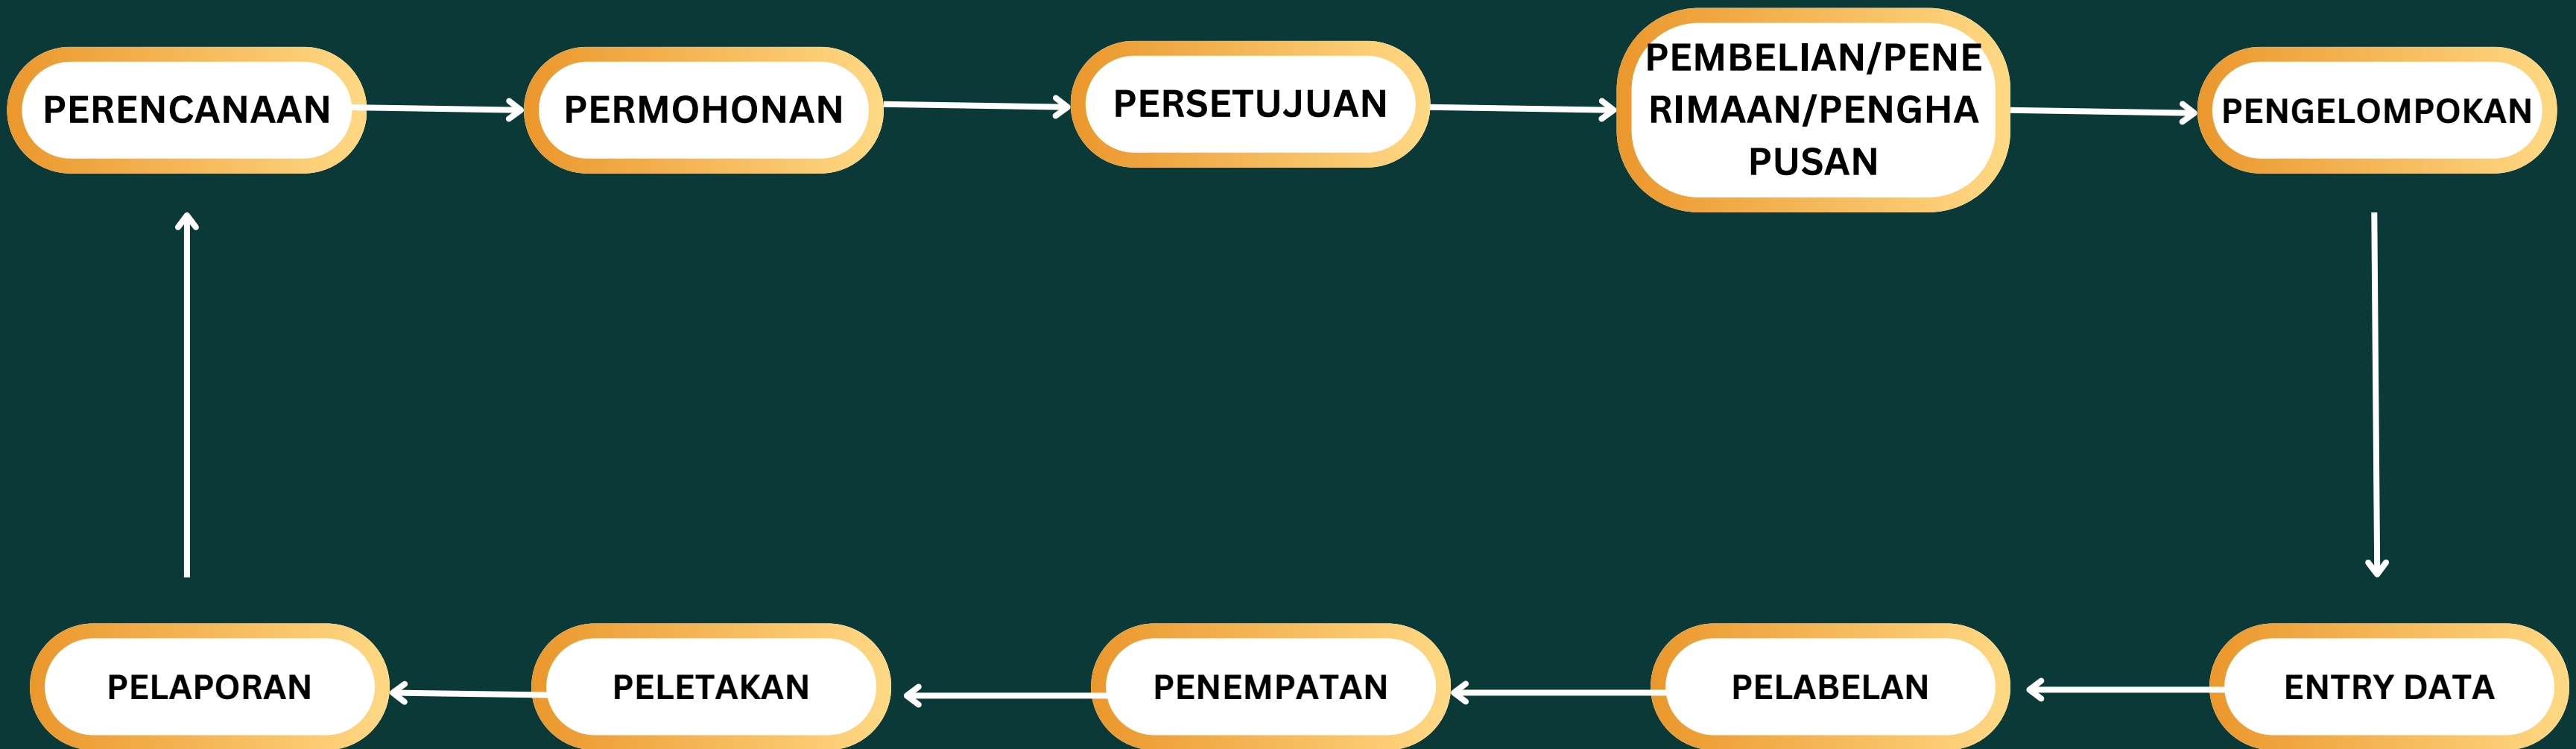 PERENCANAAN
PERMOHONAN
PERSETUJUAN
PEMBELIAN/PENE
RIMAAN/PENGHA
PUSAN
PENGELOMPOKAN
ENTRY DATA
PELABELAN
PENEMPATAN
PELETAKAN
PELAPORAN